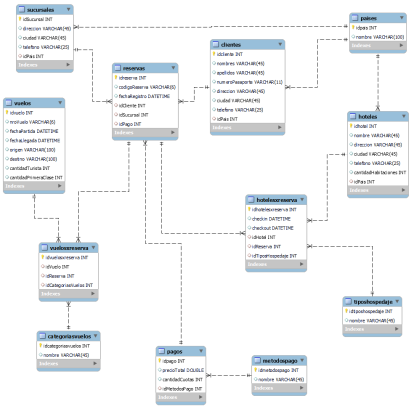 sucursales
idSucursal INT
direccion VARCHAR(45)
ciudad VARCHAR(45)
telefono VARCHAR(25)
idPais INT
Indexes
reservas
idreserva INT
codigoReserva VARCHAR(8)
fechaRegistro DATETIME
idCliente INT
idSucursal INT
idPago INT
Indexes
clientes
idcliente INT
nombres VARCHAR(45)
apellidos VARCHAR(45)
numeroPasaporte VARCHAR(11)
direccion VARCHAR(45)
ciudad VARCHAR(45)
telefono VARCHAR(25)
idPais INT
Indexes
paises
idpais INT
nombre VARCHAR(100)
Indexes
vuelos
idvuelo INT
nroVuelo VARCHAR(8)
fechaPartida DATETIME
fechaLlegada DATETIME
origen VARCHAR(100)
destino VARCHAR(100)
cantidadTurista INT
cantidadPrimeraClase INT
Indexes
hoteles
idhotel INT
nombre VARCHAR(45)
direccion VARCHAR(45)
ciudad VARCHAR(45)
telefono VARCHAR(25)
cantidadHabitaciones INT
idPais INT
Indexes
hotelesxreserva
idhotelesxreserva INT
checkin DATETIME
checkout DATETIME
idHotel INT
idReserva INT
idTipoHospedaje INT
Indexes
vuelosxreserva
idvuelosxreserva INT
idVuelo INT
idReserva INT
idCategoriasVuelos INT
Indexes
tiposhospedaje
idtiposhospedaje INT
nombre VARCHAR(45)
Indexes
categoriasvuelos
idcategoriasvuelos INT
nombre VARCHAR(45)
Indexes
pagos
idpago INT
precioTotal DOUBLE
cantidadCuotas INT
idMetodosPago INT
Indexes
metodospago
idmetodospago INT
nombre VARCHAR(45)
Indexes